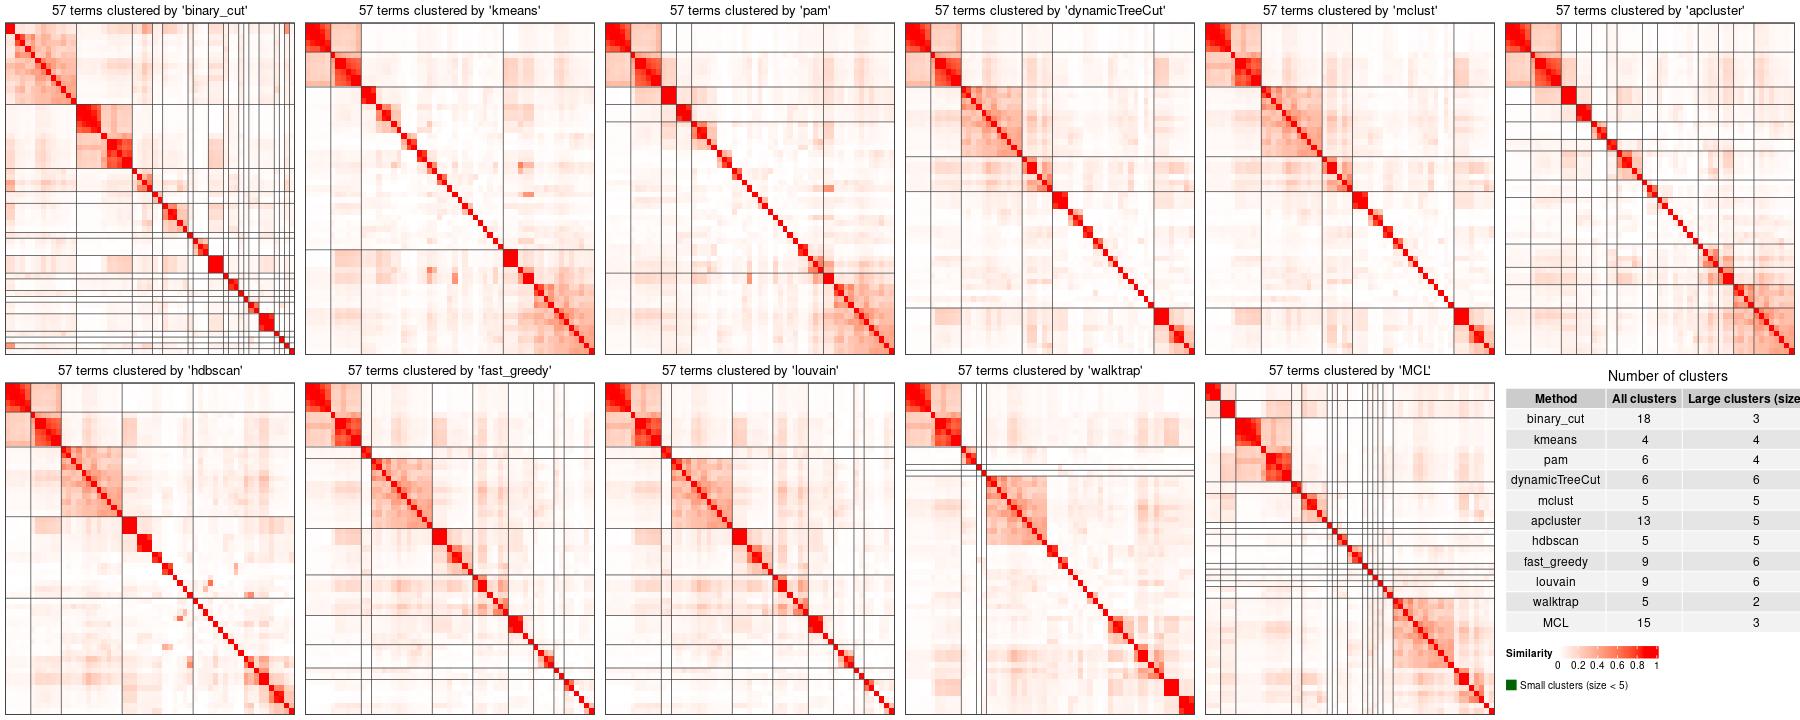 57 terms clustered by 'binary_cut'
57 terms clustered by 'kmeans'
57 terms clustered by 'pam'
57 terms clustered by 'dynamicTreeCut'
57 terms clustered by 'mclust'
57 terms clustered by 'apcluster'
57 terms clustered by 'hdbscan'
57 terms clustered by 'fast_greedy'
57 terms clustered by 'louvain'
57 terms clustered by 'walktrap'
57 terms clustered by 'MCL'
Number of clusters
Method All clusters Large clusters (size
binary_cut 18 3
kmeans 4 4
pam 6 4
dynamicTreeCut 6 6
mclust 5 5
apcluster 13 5
hdbscan 5 5
fast_greedy 9 6
louvain 9 6
walktrap 5 2
MCL 15 3
Similarity
0 0.2 0.4 0.6 0.8 1
Small clusters (size < 5)